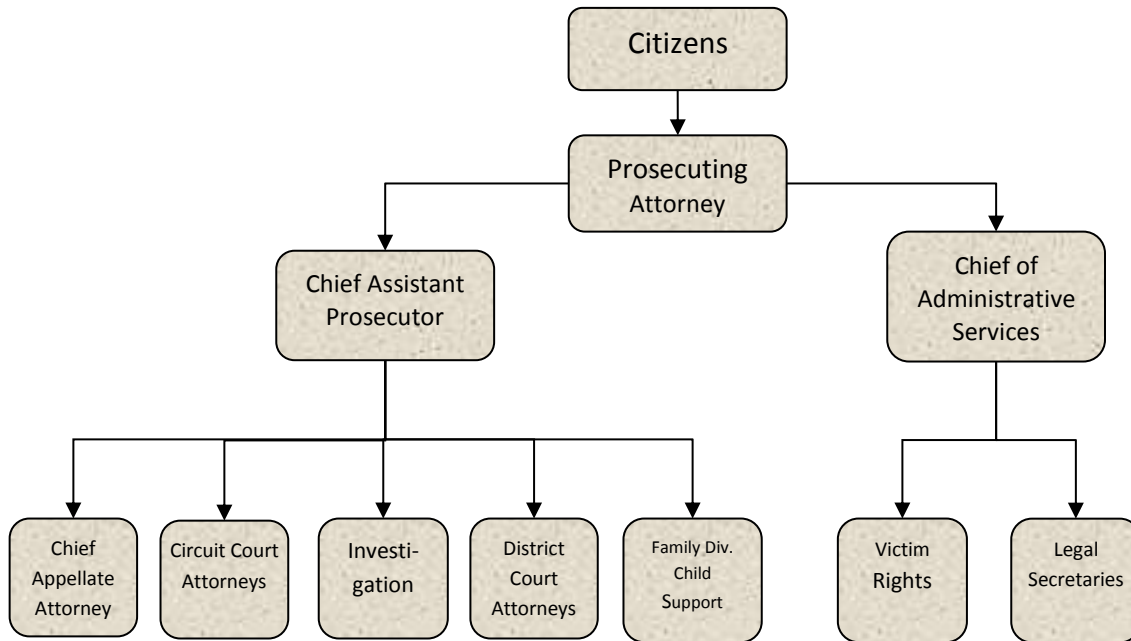 Citizens
Prosecuting
Attorney
Chief Assistant
Prosecutor
Chief of
Administrative
Services
Chief
Appellate
Attorney
Circuit Court
Attorneys
Investi-
gation
District
Court
Attorneys
Family Div.
Child
Support
Victim
Rights
Legal
Secretaries